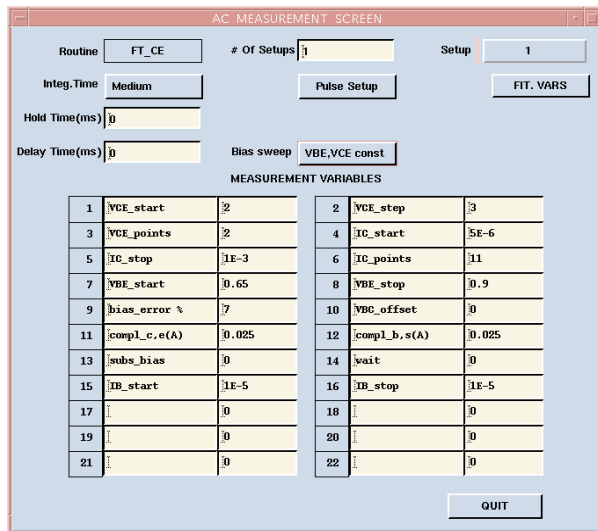 AC MEASUREMENT SCREEN
Routine FT_CE # Of Setups 1 Setup 1
Integ.Time Medium Pulse Setup FIT. VARS
Hold Time(ms) 0
Delay Time(ms) 0 Bias sweep VBE,VCE const
MEASUREMENT VARIABLES
1 VCE_start 2 2 VCE_step 3
3 VCE_points 2 4 IC_start 5E-6
5 IC_stop 1E-3 6 IC_points 11
7 VBE_start 0.65 8 VBE_stop 0.9
9 bias_error % 7 10 VBC_offset 0
11 compl_c,e(A) 0.025 12 compl_b,s(A) 0.025
13 subs_bias 0 14 wait 0
15 IB_start 1E-5 16 IB_stop 1E-5
17 0 18 0
19 0 20 0
21 0 22 0
QUIT